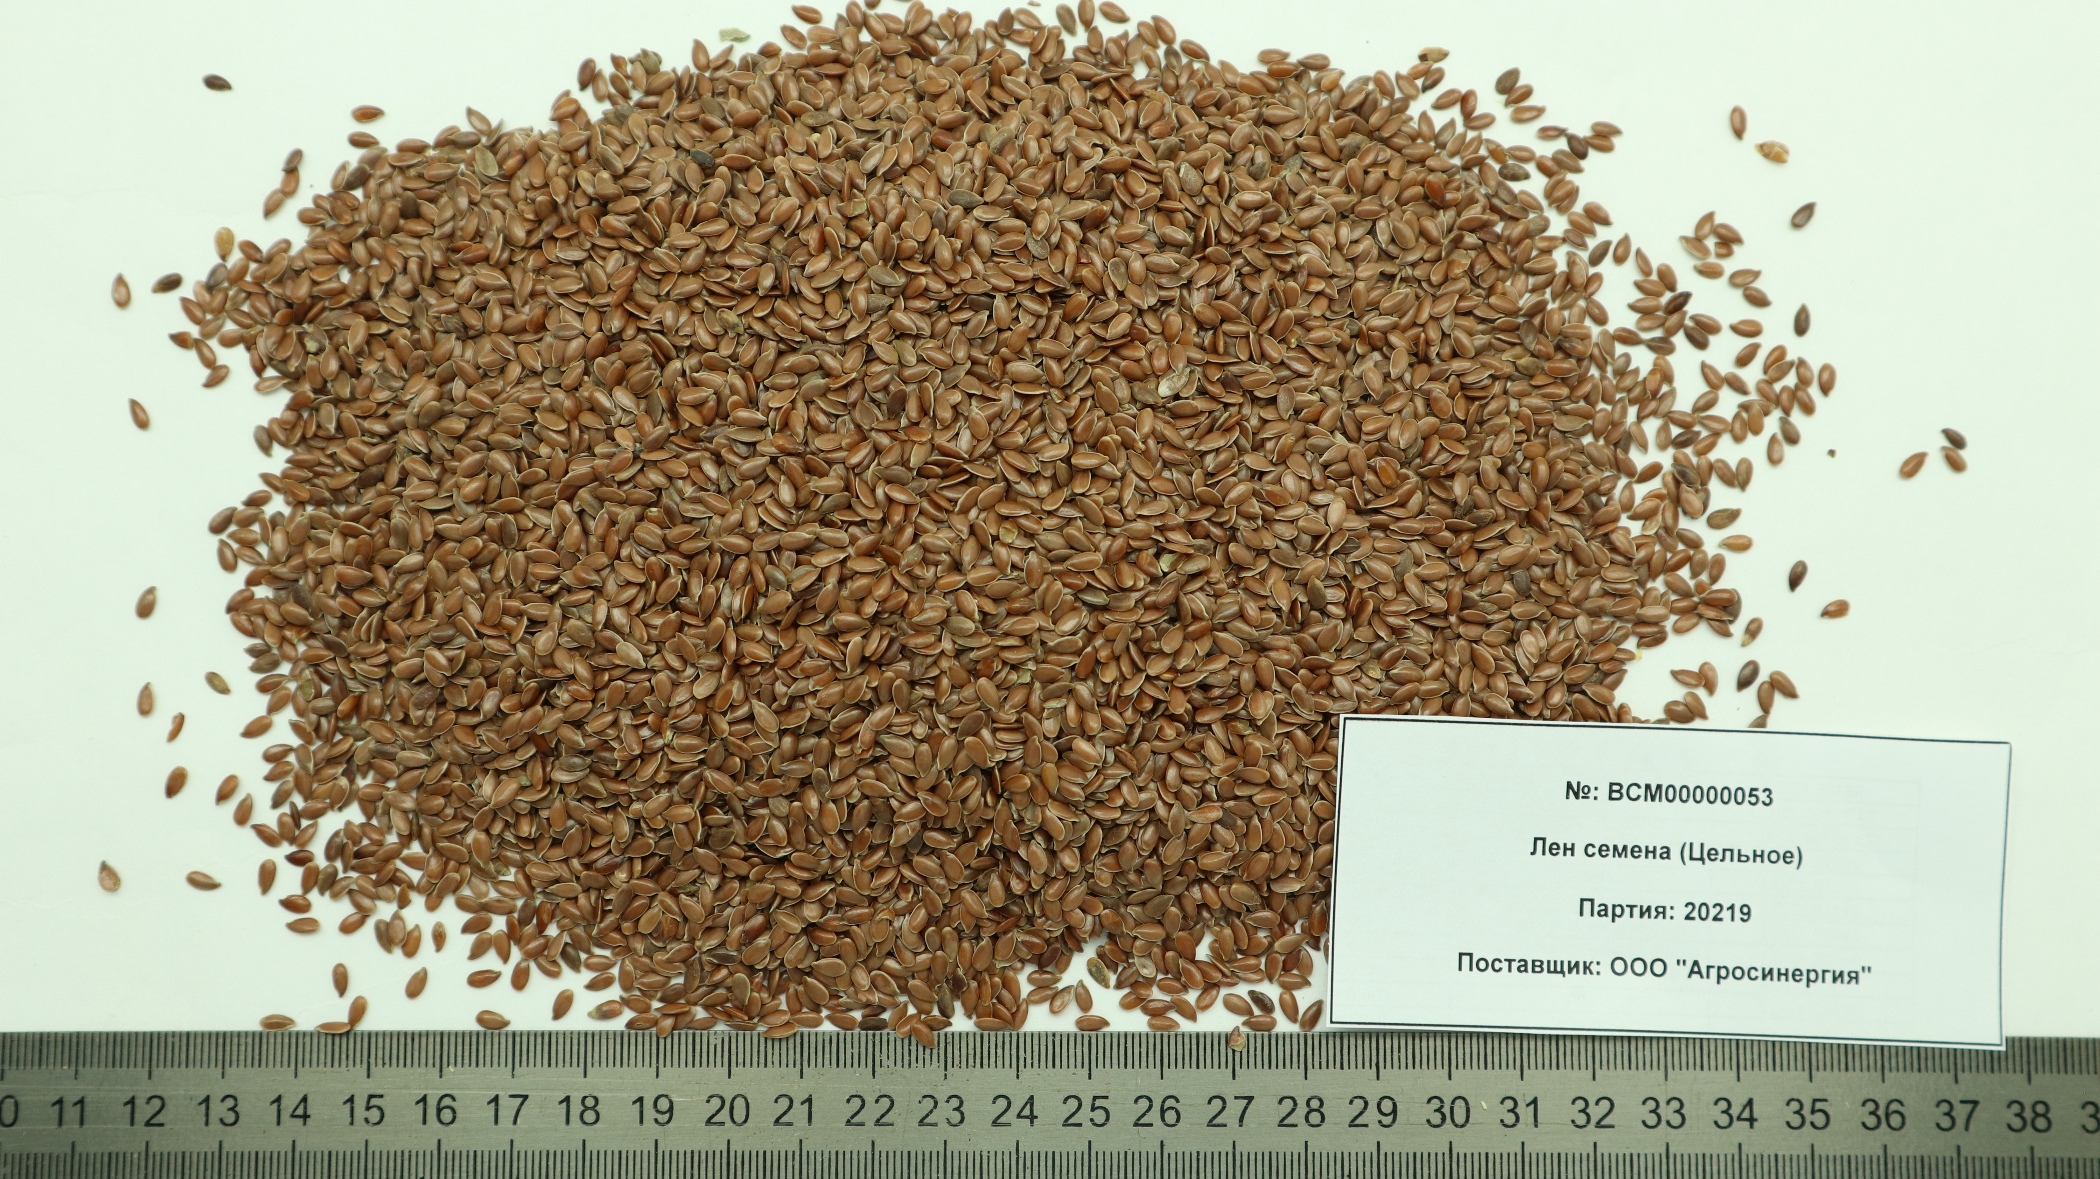 №: ВСМ00000053
Лен семена (Цельное)
Партия: 20219
Поставщик: ООО "Агросинергия"
0 11 12 13 14 15 16 17 18 19 20 21 22 23 24 25 26 27 28 29 30 31 32 33 34 35 36 37 38 3